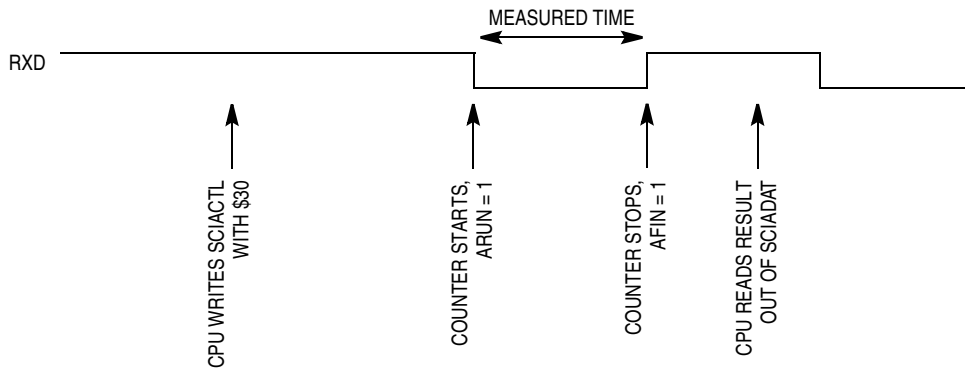 MEASURED TIME
RXD
CPU WRITES SCIACTL
WITH $30
COUNTER STARTS,
ARUN = 1
COUNTER STOPS,
AFIN = 1
CPU READS RESULT
OUT OF SCIADAT